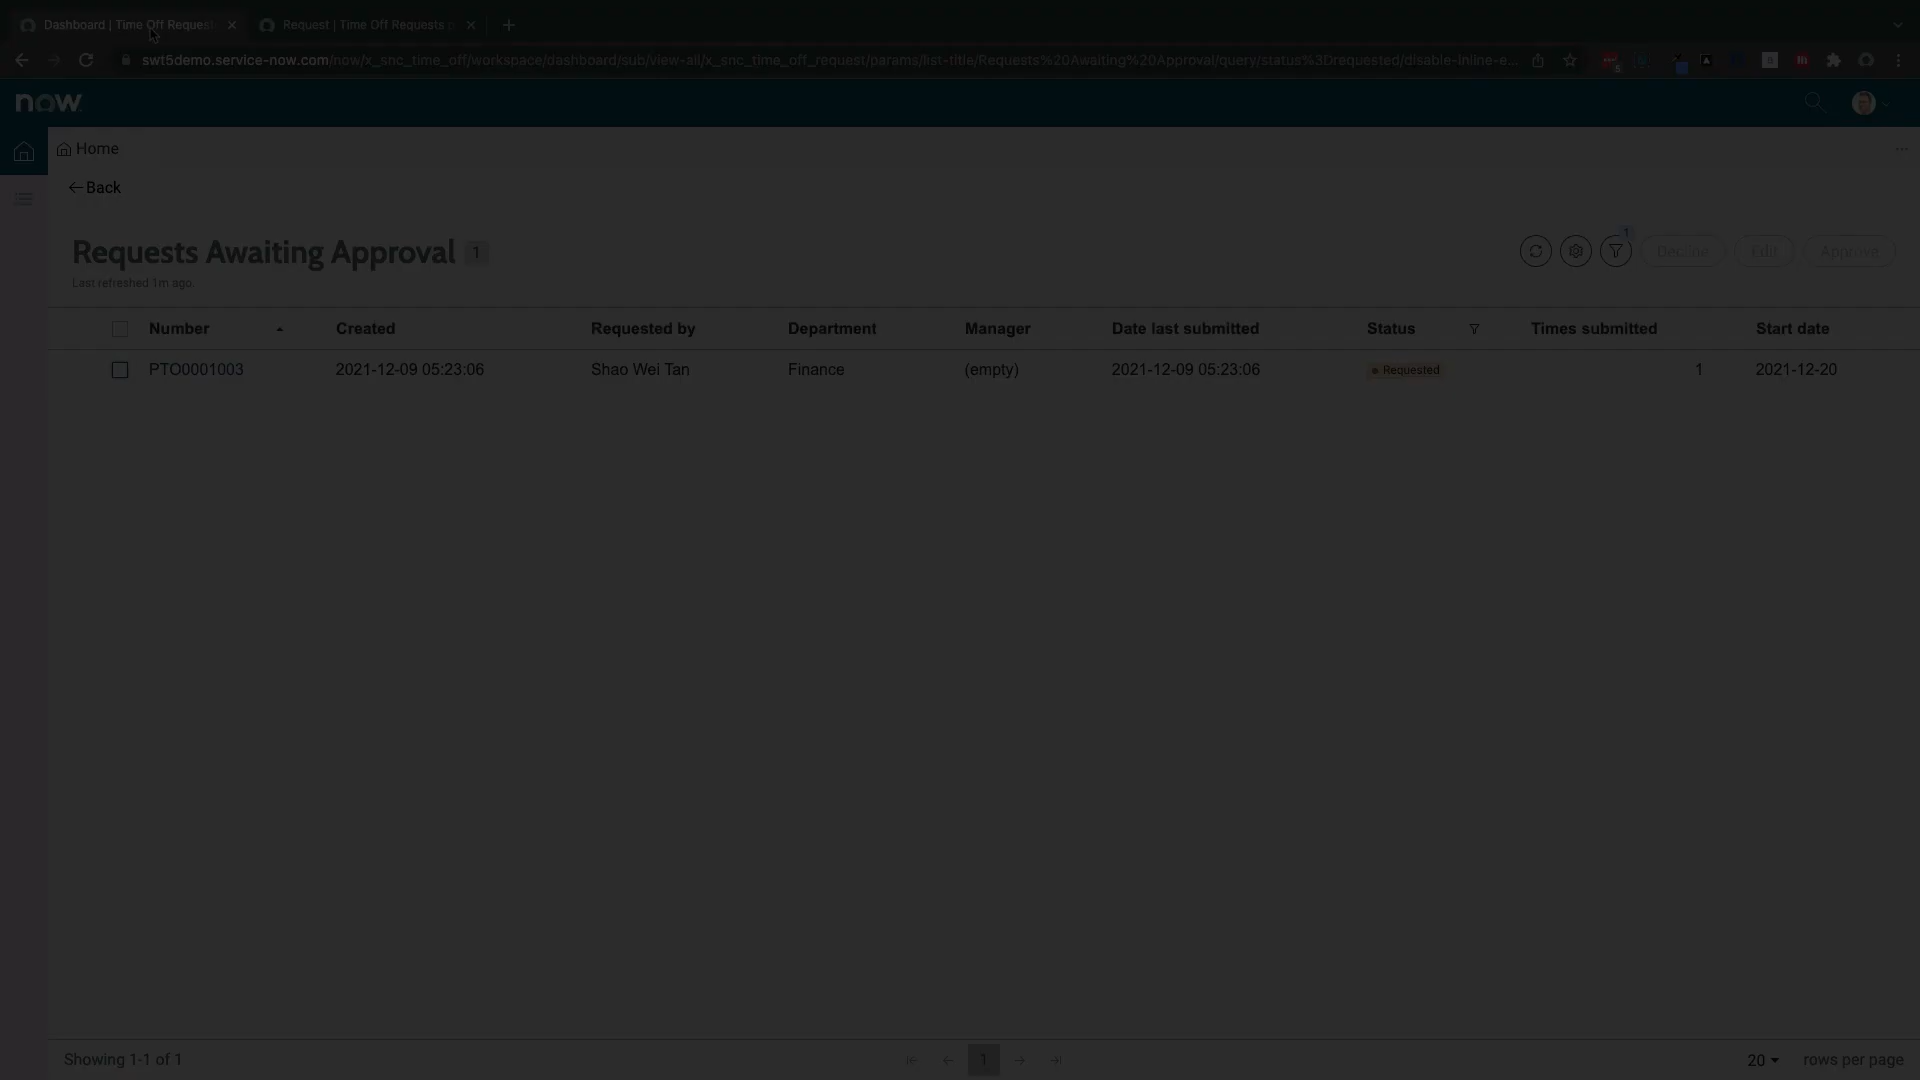 Dashboard | Time Off Request
Request | Time Off Requests
swt5demo.service-now.com/now/x_snc_time_off/workspace/dashboard/sub/view-all/x_snc_time_off_request/params/list-title/Requests%20Awaiting%20Approval/query/status%3Drequested/disable-inline-e...
now
Home
Back
Requests Awaiting Approval 1
1
Decline Edit Approve
Last refreshed 1m ago.
Number Created Requested by Department Manager Date last submitted Status Times submitted Start date
PTO0001003 2021-12-09 05:23:06 Shao Wei Tan Finance (empty) 2021-12-09 05:23:06 Requested 1 2021-12-20
Showing 1-1 of 1 1 20 rows per page